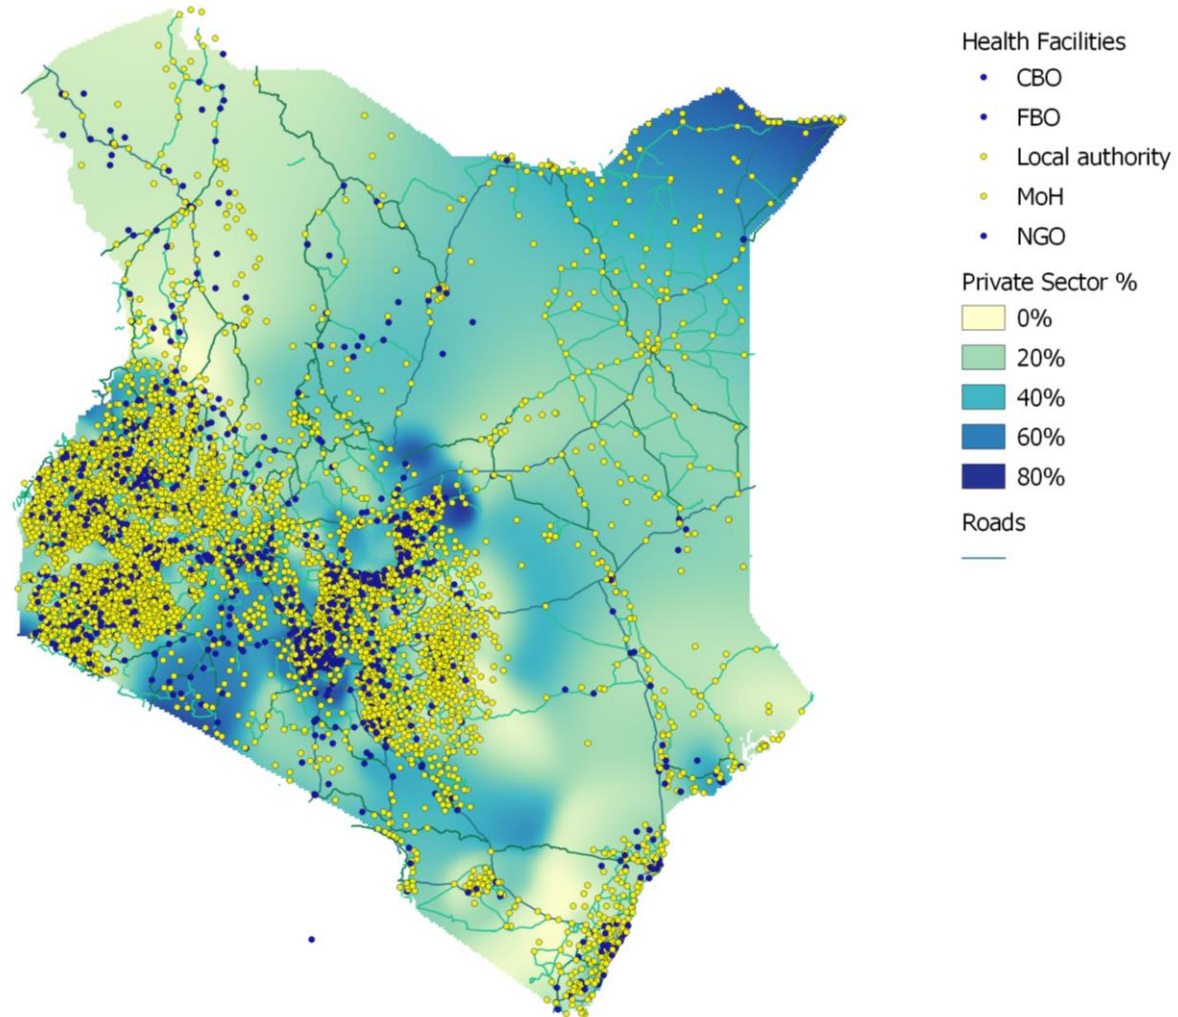 Health Facilities
CBO
FBO
Local authority
MoH
NGO
Private Sector %
0%
20%
40%
60%
80%
Roads